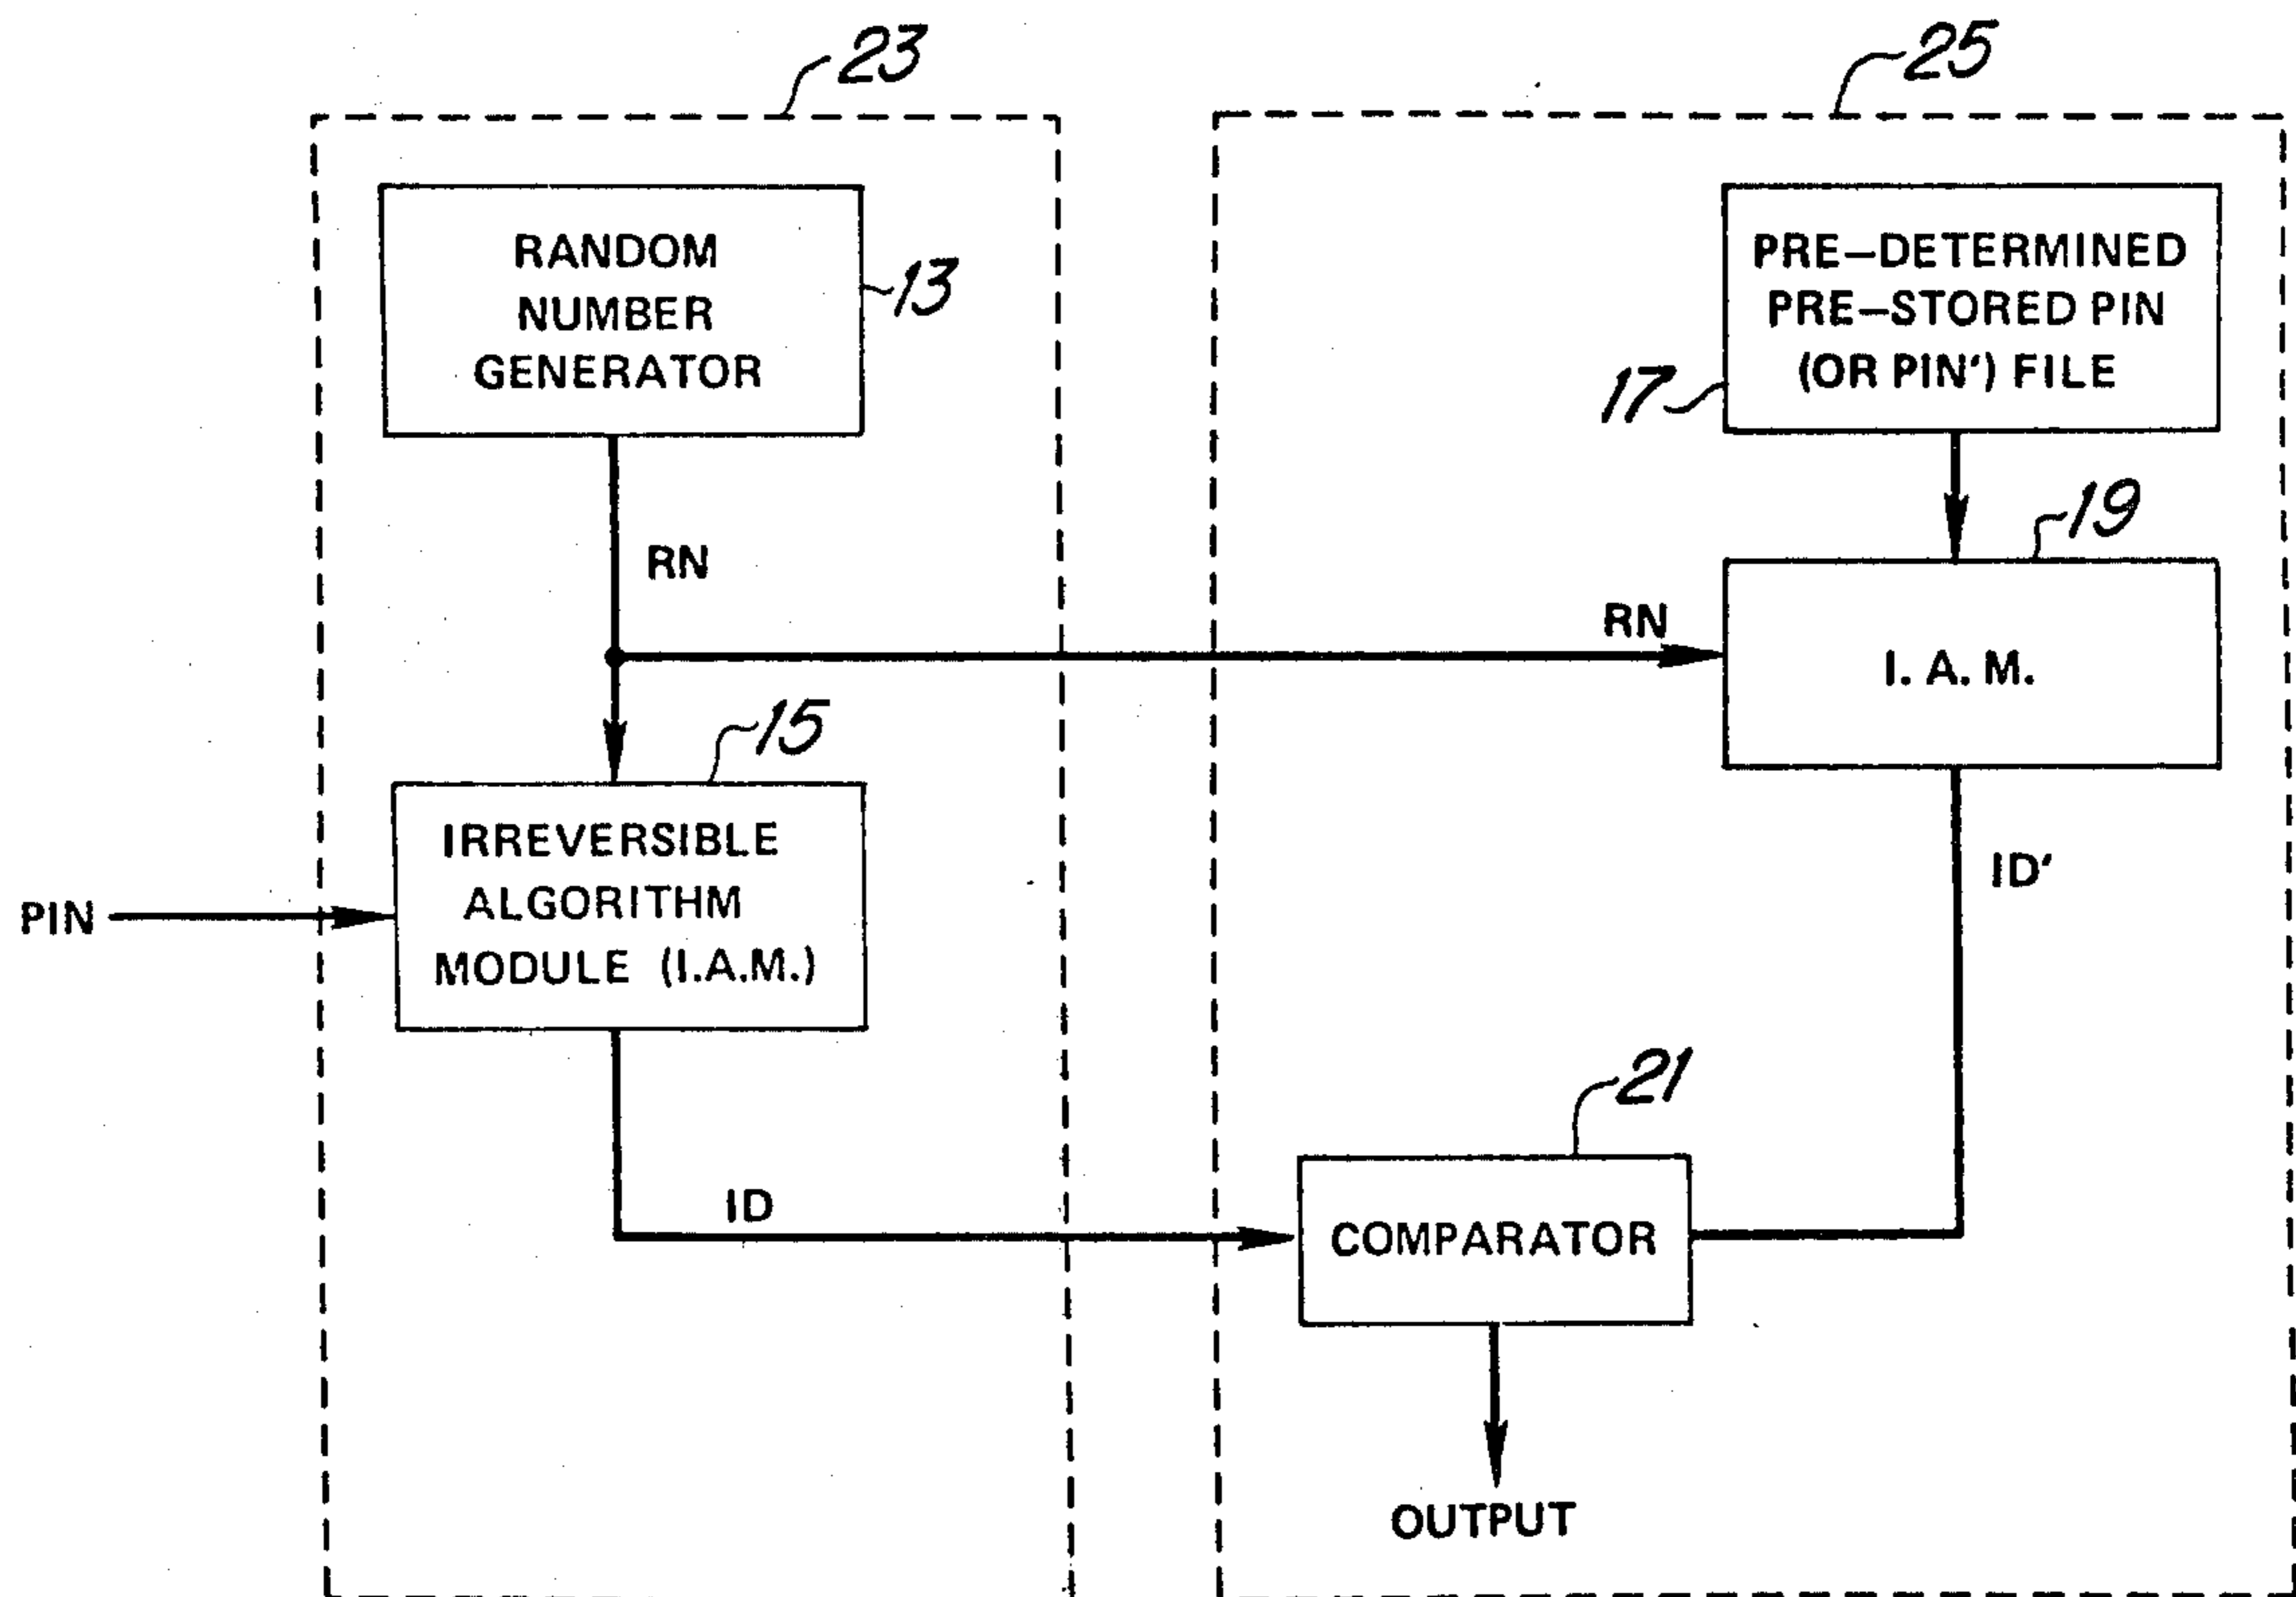 23
25
RANDOM
NUMBER
GENERATOR
13
PRE-DETERMINED
PRE-STORED PIN
(OR PIN') FILE
17
19
RN
RN
I. A. M.
15
IRREVERSIBLE
ALGORITHM
MODULE (I.A.M.)
PIN
ID'
21
ID
COMPARATOR
OUTPUT